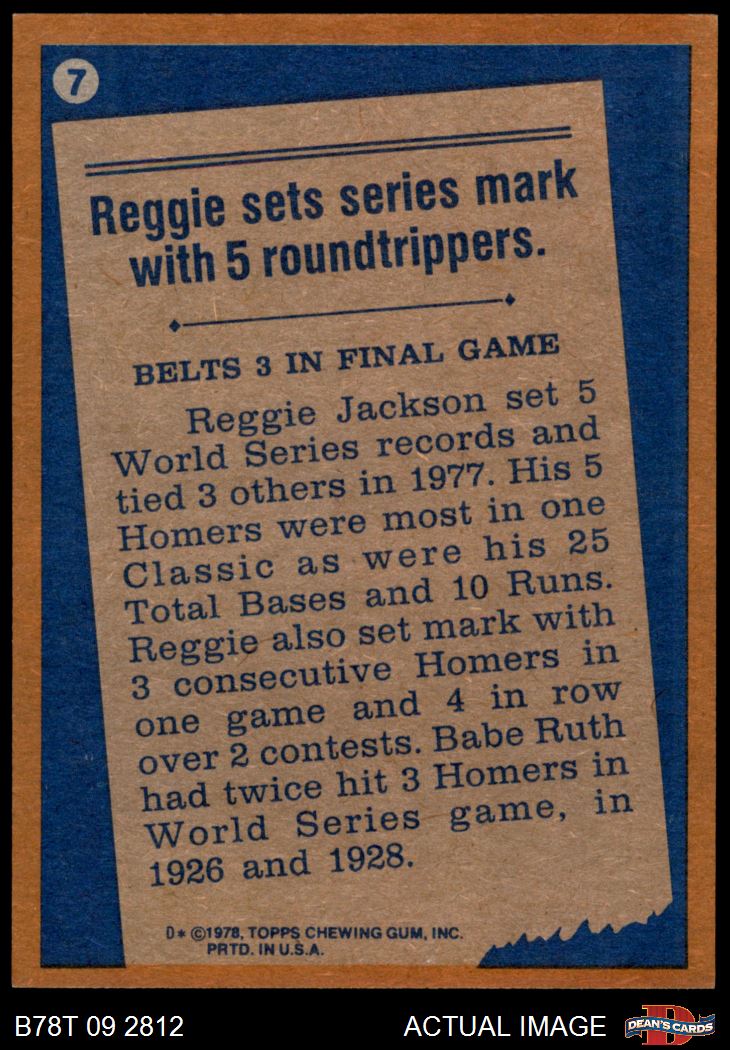 7
Reggie sets series mark
with 5 roundtrippers.
BELTS 3 IN FINAL GAME
Reggie Jackson set 5
World Series records and
tied 3 others in 1977. His 5
Homers were most in one
Classic as were his 25
Total Bases and 10 Runs.
Reggie also set mark with
3 consecutive Homers in
one game and 4 in row
over 2 contests. Babe Ruth
had twice hit 3 Homers in
World Series game, in
1926 and 1928.
D* ©1978, TOPPS CHEWING GUM, INC.
PRTD. IN U.S.A.
B78T 09 2812
ACTUAL IMAGE
D
DEAN'S CARDS